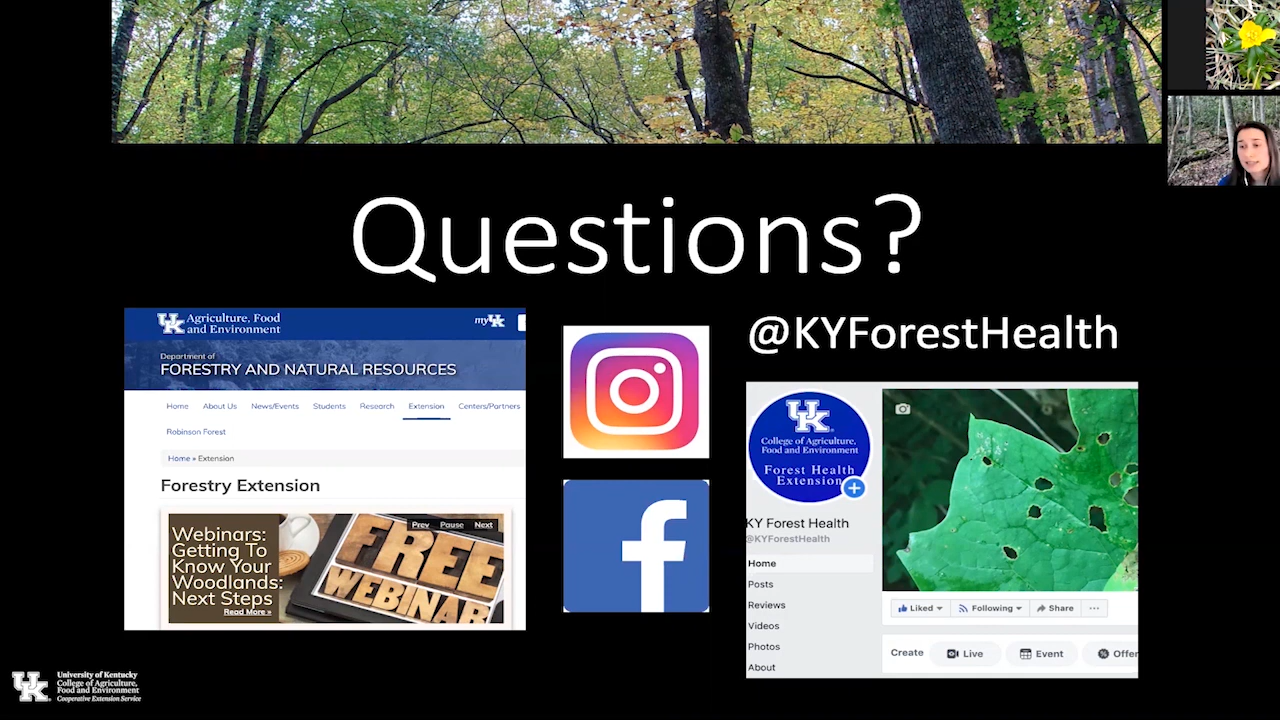 Questions?
UK Agriculture, Food
and Environment
myUK
Department of
FORESTRY AND NATURAL RESOURCES
Home About Us News/Events Students Research Extension Centers/Partners
Robinson Forest
Home » Extension
Forestry Extension
Prev Pause Next
Webinars:
Getting To
Know Your
Woodlands:
Next Steps
Read More »
FREE
WEBINAR
f
@KYForestHealth
UK
College of Agriculture,
Food and Environment
Forest Health
Extension
KY Forest Health
@KYForestHealth
Home
Posts
Reviews
Videos
Photos
About
Liked Following Share ...
Create Live Event Offer
UK
University of Kentucky
College of Agriculture,
Food and Environment
Cooperative Extension Service